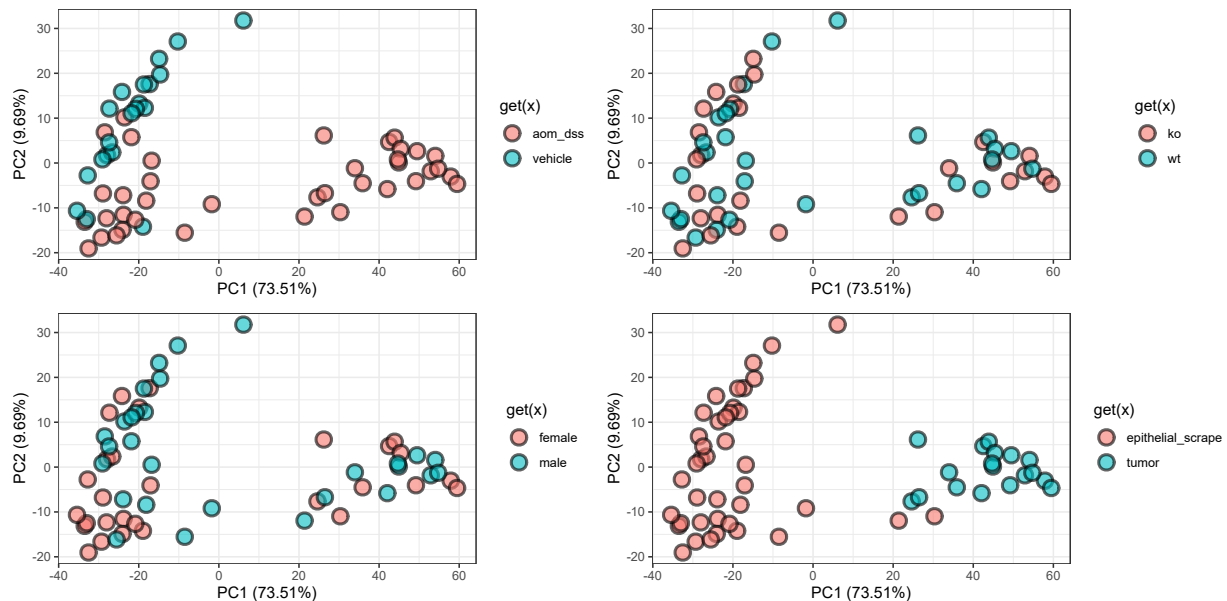 PC2 (9.69%)
30
20
10
0
-10
-20
-40
-20
0
20
40
60
PC1 (73.51%)
get(x)
aom_dss
vehicle
PC2 (9.69%)
30
20
10
0
-10
-20
-40
-20
0
20
40
60
PC1 (73.51%)
get(x)
ko
wt
PC2 (9.69%)
30
20
10
0
-10
-20
-40
-20
0
20
40
60
PC1 (73.51%)
get(x)
female
male
PC2 (9.69%)
30
20
10
0
-10
-20
-40
-20
0
20
40
60
PC1 (73.51%)
get(x)
epithelial_scrape
tumor